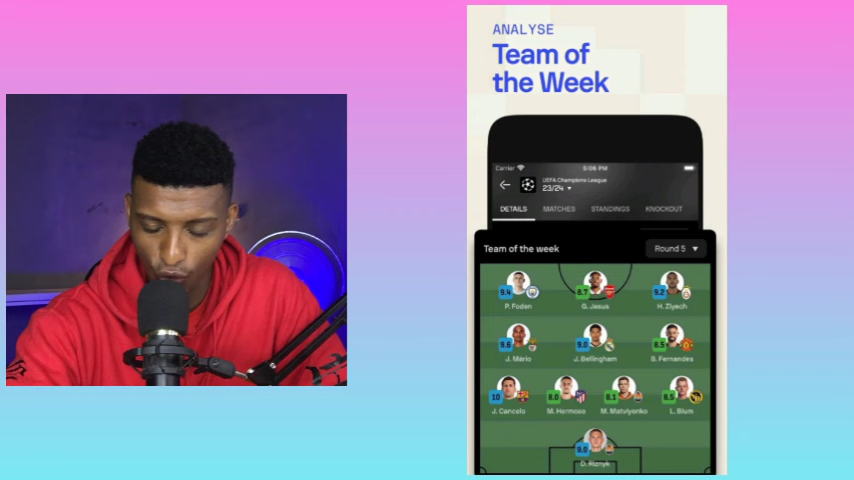 ANALYSE
Team of
the Week
Carrier 5:06 PM
UEFA Champions League
23/24
DETAILS MATCHES STANDINGS KNOCKOUT
Team of the week Round 5
9.4 8.7 9.2
P. Foden G. Jesus H. Ziyech
9.6 9.0 8.5
J. Mário J. Bellingham B. Fernandes
10 8.0 8.1 8.5
J. Cancelo M. Hermoso M. Matviyenko L. Blum
9.0
D. Riznyk